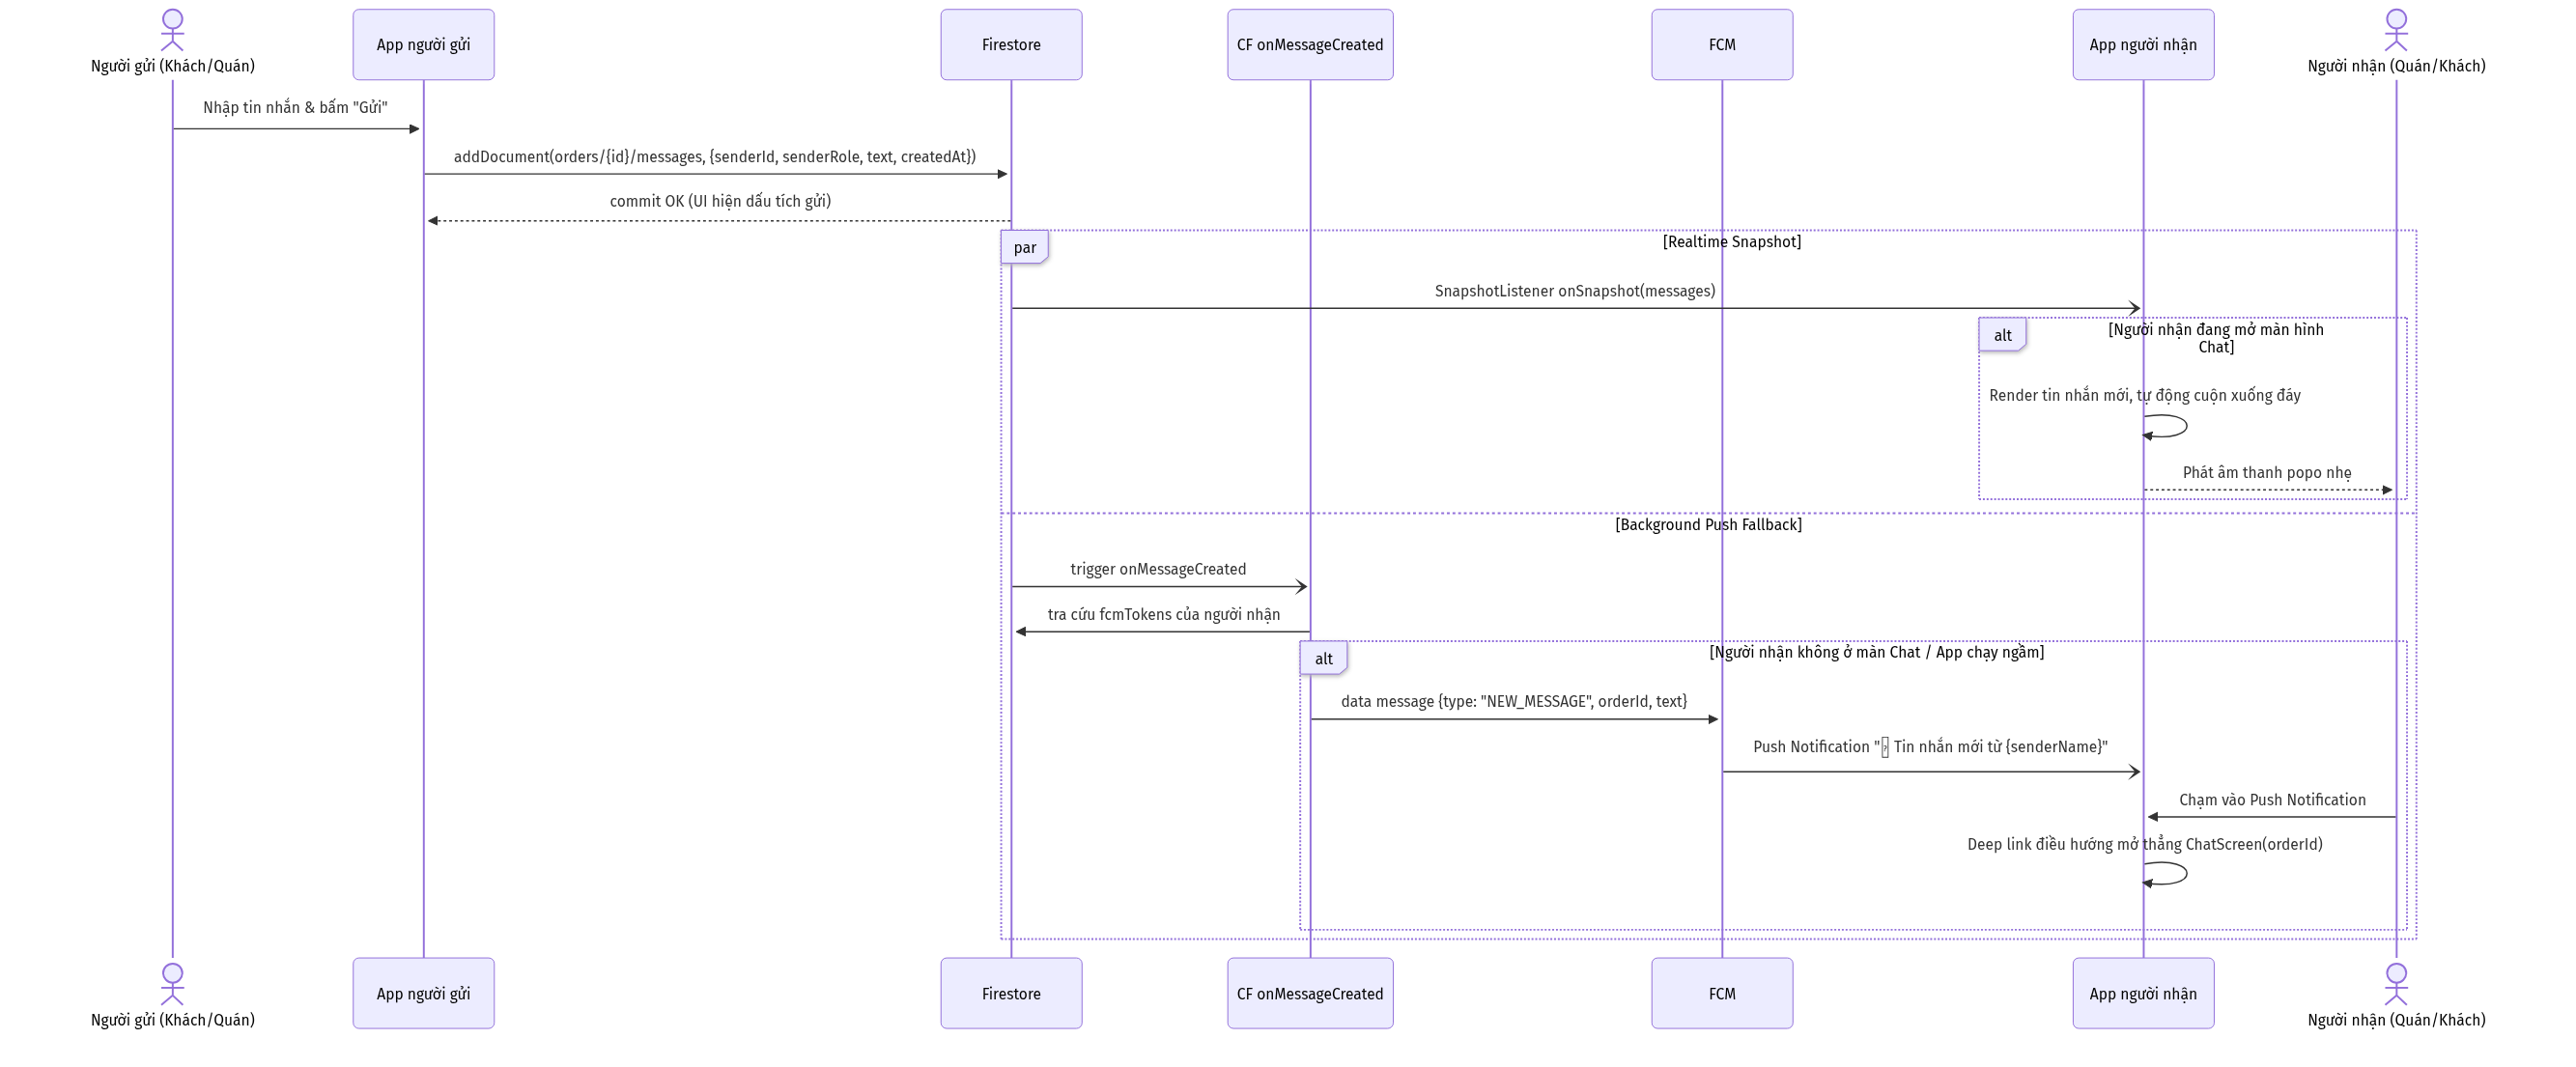 Người gửi (Khách/Quán)
App người gửi
Firestore
CF onMessageCreated
FCM
App người nhận
Người nhận (Quán/Khách)
Nhập tin nhắn & bấm "Gửi"
addDocument(orders/{id}/messages, {senderId, senderRole, text, createdAt})
commit OK (UI hiện dấu tích gửi)
par
[Realtime Snapshot]
SnapshotListener onSnapshot(messages)
alt
[Người nhận đang mở màn hình
Chat]
Render tin nhắn mới, tự động cuộn xuống đáy
Phát âm thanh popo nhẹ
[Background Push Fallback]
trigger onMessageCreated
tra cứu fcmTokens của người nhận
alt
[Người nhận không ở màn Chat / App chạy ngầm]
data message {type: "NEW_MESSAGE", orderId, text}
Push Notification " Tin nhắn mới từ {senderName}"
Chạm vào Push Notification
Deep link điều hướng mở thẳng ChatScreen(orderId)
Người gửi (Khách/Quán)
App người gửi
Firestore
CF onMessageCreated
FCM
App người nhận
Người nhận (Quán/Khách)